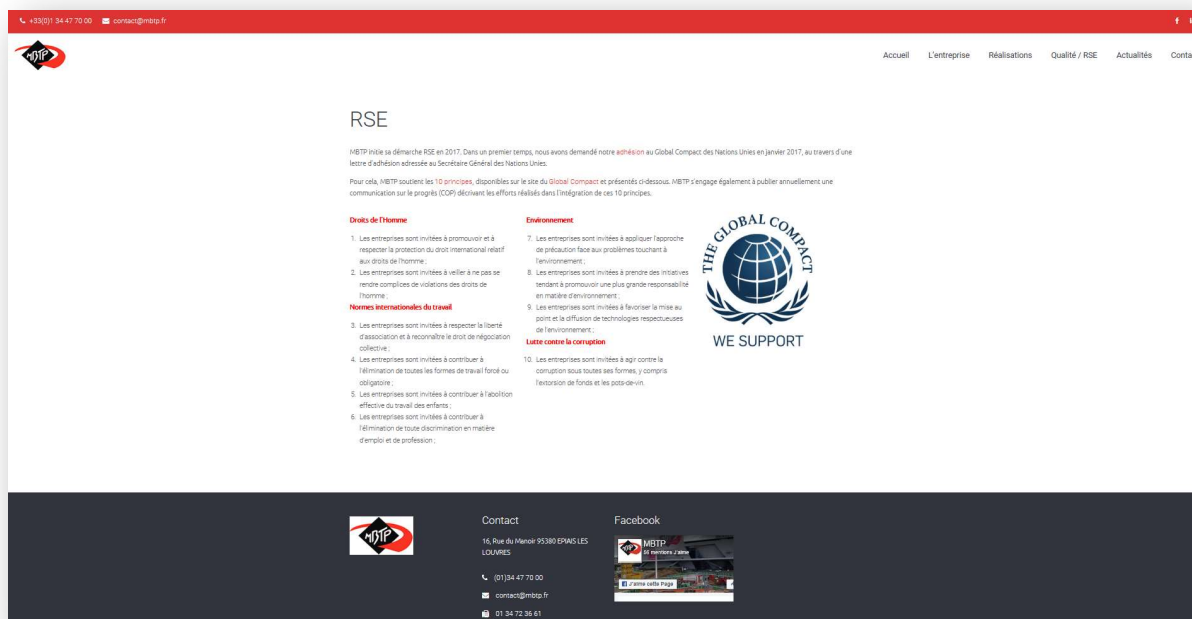 +33(0)1 34 47 70 00 contact@mbtp.fr
MBTP
Accueil L'entreprise Réalisations Qualité / RSE Actualités Conta
RSE
MBTP initie sa démarche RSE en 2017. Dans un premier temps, nous avons demandé notre adhésion au Global Compact des Nations Unies en janvier 2017, au travers d'une
lettre d'adhésion adressée au Secrétaire Général des Nations Unies.
Pour cela, MBTP soutient les 10 principes, disponibles sur le site du Global Compact et présentés ci-dessous. MBTP s'engage également à publier annuellement une
communication sur le progrès (COP) décrivant les efforts réalisés dans l'intégration de ces 10 principes.
Droits de l'Homme
1. Les entreprises sont invitées à promouvoir et à
respecter la protection du droit international relatif
aux droits de l'homme ;
2. Les entreprises sont invitées à veiller à ne pas se
rendre complices de violations des droits de
l'homme ;
Normes internationales du travail
3. Les entreprises sont invitées à respecter la liberté
d'association et à reconnaître le droit de négociation
collective ;
4. Les entreprises sont invitées à contribuer à
l'élimination de toutes les formes de travail forcé ou
obligatoire ;
5. Les entreprises sont invitées à contribuer à l'abolition
effective du travail des enfants ;
6. Les entreprises sont invitées à contribuer à
l'élimination de toute discrimination en matière
d'emploi et de profession ;
Environnement
7. Les entreprises sont invitées à appliquer l'approche
de précaution face aux problèmes touchant à
l'environnement ;
8. Les entreprises sont invitées à prendre des initiatives
tendant à promouvoir une plus grande responsabilité
en matière d'environnement ;
9. Les entreprises sont invitées à favoriser la mise au
point et la diffusion de technologies respectueuses
de l'environnement ;
Lutte contre la corruption
10. Les entreprises sont invitées à agir contre la
corruption sous toutes ses formes, y compris
l'extorsion de fonds et les pots-de-vin.
THE GLOBAL COMPACT
WE SUPPORT
MBTP
Contact
16, Rue du Manoir 95380 EPIAIS LES
LOUVRES
(01)34 47 70 00
contact@mbtp.fr
01 34 72 36 61
Facebook
MBTP
MBTP
56 mentions J'aime
J'aime cette Page